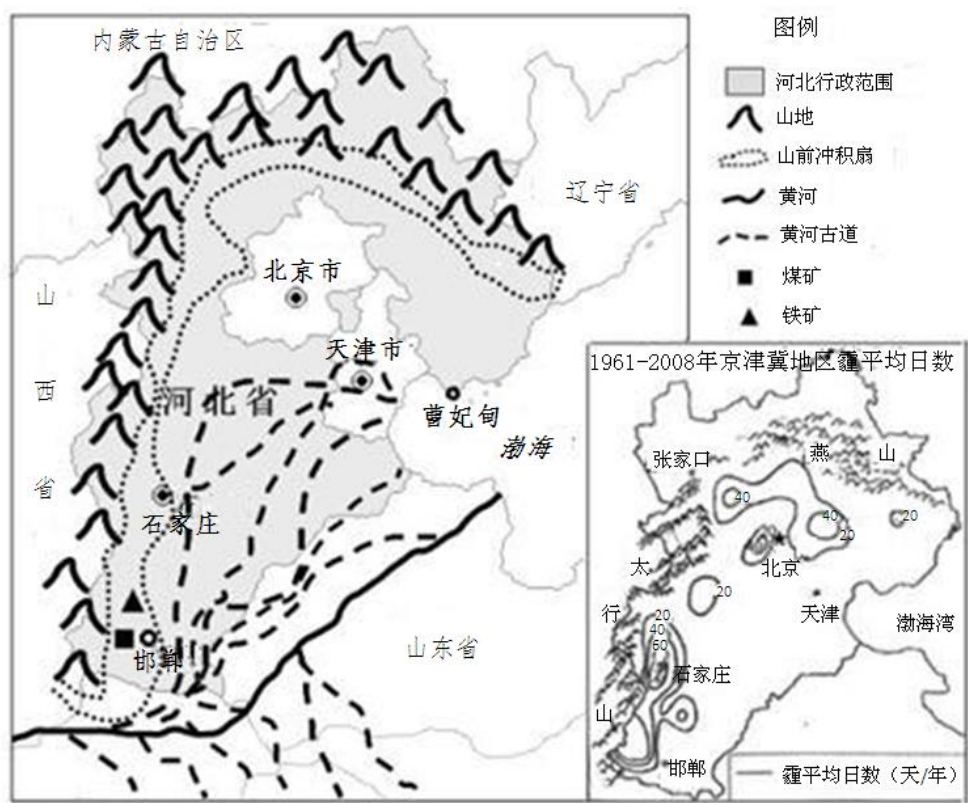 内蒙古自治区
辽宁省
北京市
山
西
省
天津市
河北省
曹妃甸
渤海
石家庄
邯郸
山东省
图例
河北行政范围
山地
山前冲积扇
黄河
黄河古道
煤矿
铁矿
1961-2008年京津冀地区霾平均日数
张家口
燕
山
40
40
20
20
太
北京
行
20
天津
渤海湾
20
40
60
石家庄
山
邯郸
霾平均日数（天/年）